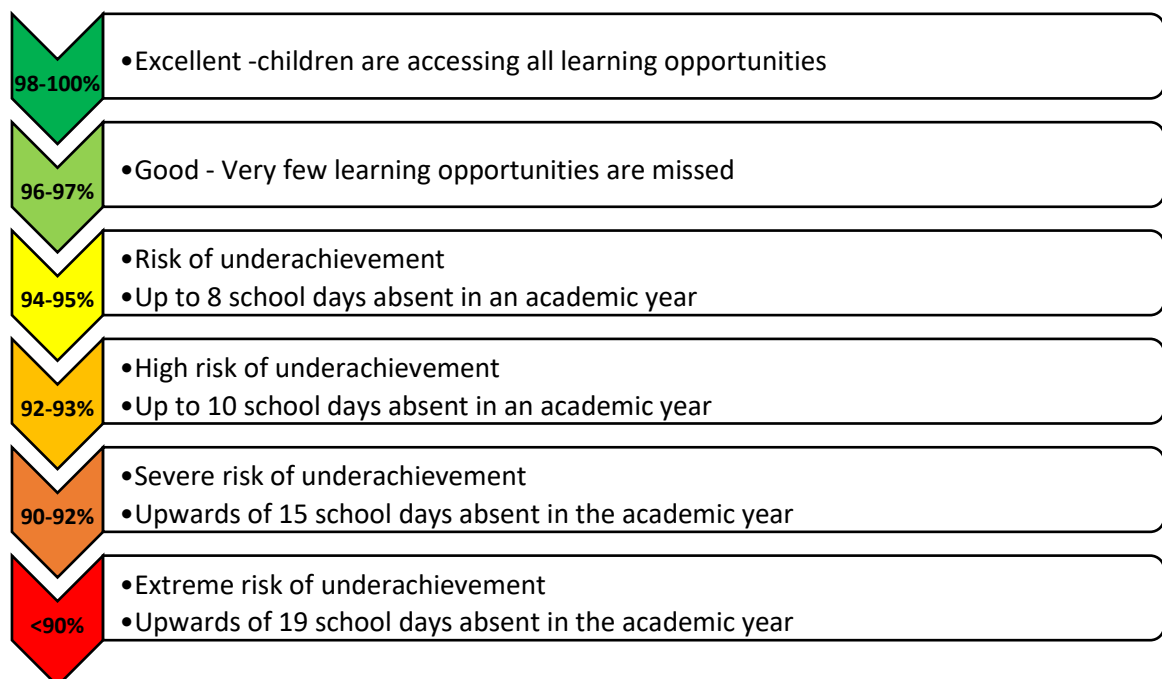 98-100%
•Excellent -children are accessing all learning opportunities
96-97%
•Good - Very few learning opportunities are missed
94-95%
•Risk of underachievement
•Up to 8 school days absent in an academic year
92-93%
•High risk of underachievement
•Up to 10 school days absent in an academic year
90-92%
•Severe risk of underachievement
•Upwards of 15 school days absent in the academic year
<90%
•Extreme risk of underachievement
•Upwards of 19 school days absent in the academic year